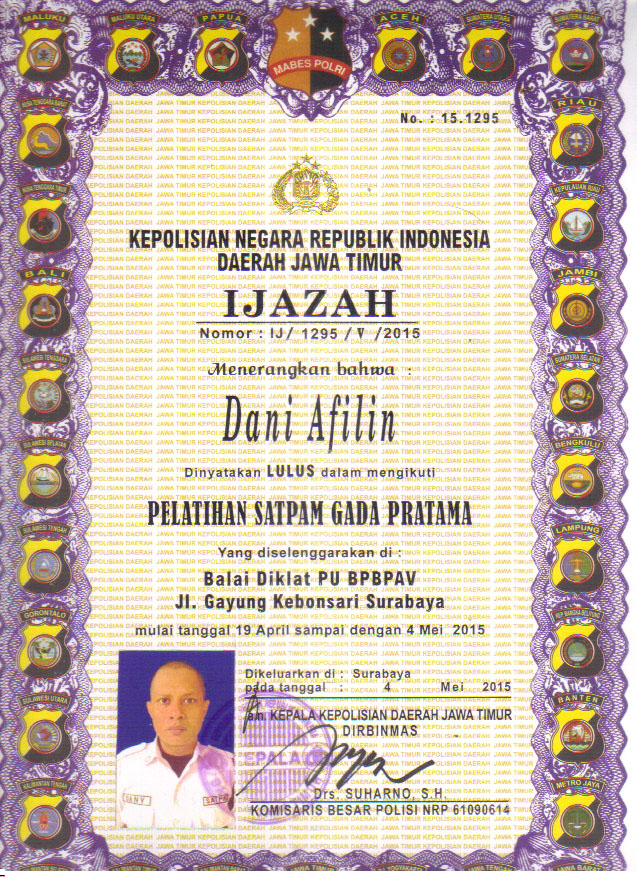 MALUKU
MALUKU UTARA
PAPUA
MABES POLRI
ACEH
SUMATERA UTARA
SUMATERA BARAT
NUSA TENGGARA BARAT
RIAU
NUSA TENGGARA TIMUR
KEPULAUAN RIAU
BALI
JAMBI
SULAWESI TENGGARA
SUMATERA SELATAN
SULAWESI SELATAN
BENGKULU
SULAWESI TENGAH
LAMPUNG
GORONTALO
KEP BANGKA BELITUNG
SULAWESI UTARA
BANTEN
KALIMANTAN TENGAH
METRO JAYA
No. : 15.1295
KEPOLISIAN NEGARA REPUBLIK INDONESIA
DAERAH JAWA TIMUR
IJAZAH
Nomor : IJ/ 1295 / V /2015
Menerangkan bahwa :
Dani Afilin
Dinyatakan LULUS dalam mengikuti
PELATIHAN SATPAM GADA PRATAMA
Yang diselenggarakan di :
Balai Diklat PU BPBPAV
Jl. Gayung Kebonsari Surabaya
mulai tanggal 19 April sampai dengan 4 Mei 2015
Dikeluarkan di : Surabaya
pada tanggal : 4 Mei 2015
a.n. KEPALA KEPOLISIAN DAERAH JAWA TIMUR
DIRBINMAS
KEPALA
DANY
Drs. SUHARNO, S.H.
KOMISARIS BESAR POLISI NRP 61090614
KEPOLISIAN DAERAH JAWA TIMUR